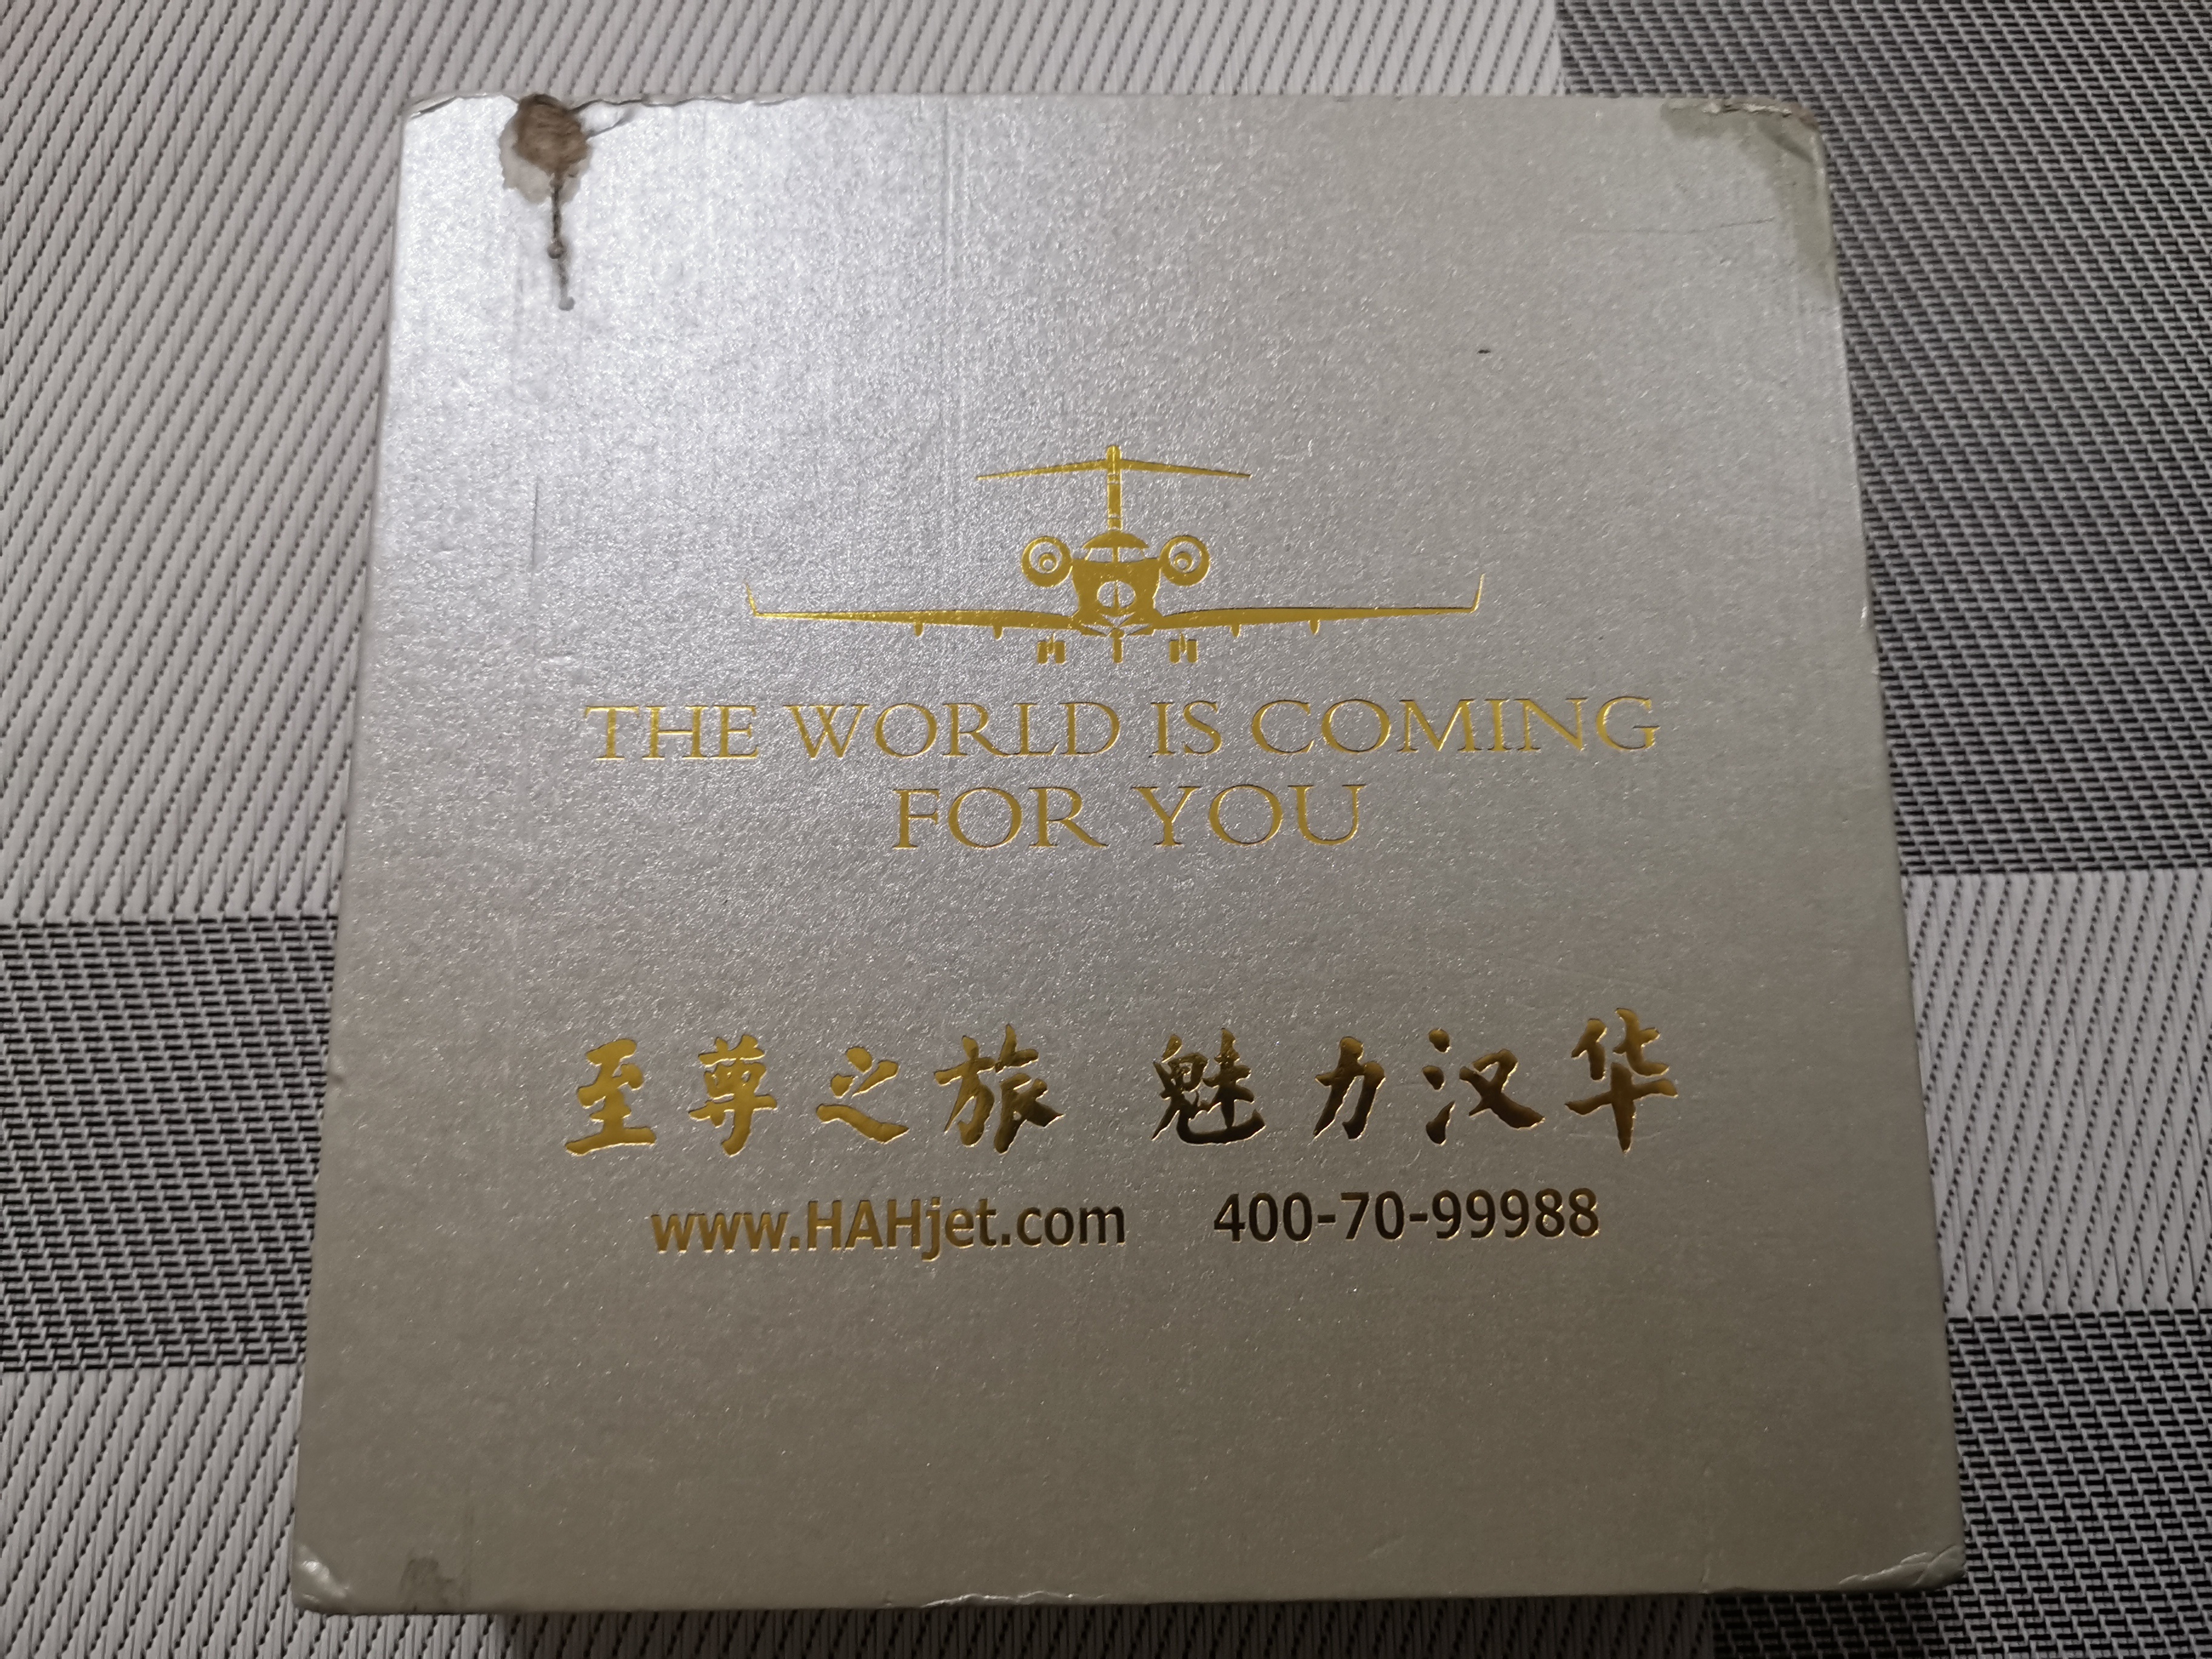 THE WORLD IS COMING
FOR YOU
至尊之旅 魅力汉华
www.HAHjet.com 400-70-99988